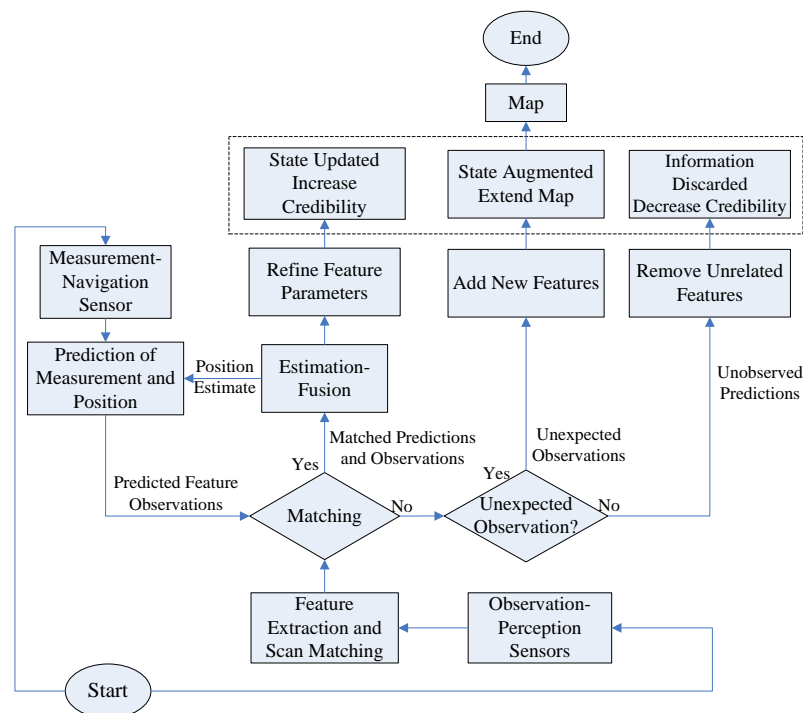 End
Map
State Updated
Increase
Credibility
State Augmented
Extend Map
Information
Discarded
Decrease Credibility
Measurement-
Navigation
Sensor
Refine Feature
Parameters
Add New Features
Remove Unrelated
Features
Prediction of
Measurement and
Position
Position
Estimate
Estimation-
Fusion
Unobserved
Predictions
Matched Predictions
and Observations
Unexpected
Observations
Yes
Yes
Predicted Feature
Observations
Matching
No
Unexpected
Observation?
No
Feature
Extraction and
Scan Matching
Observation-
Perception
Sensors
Start